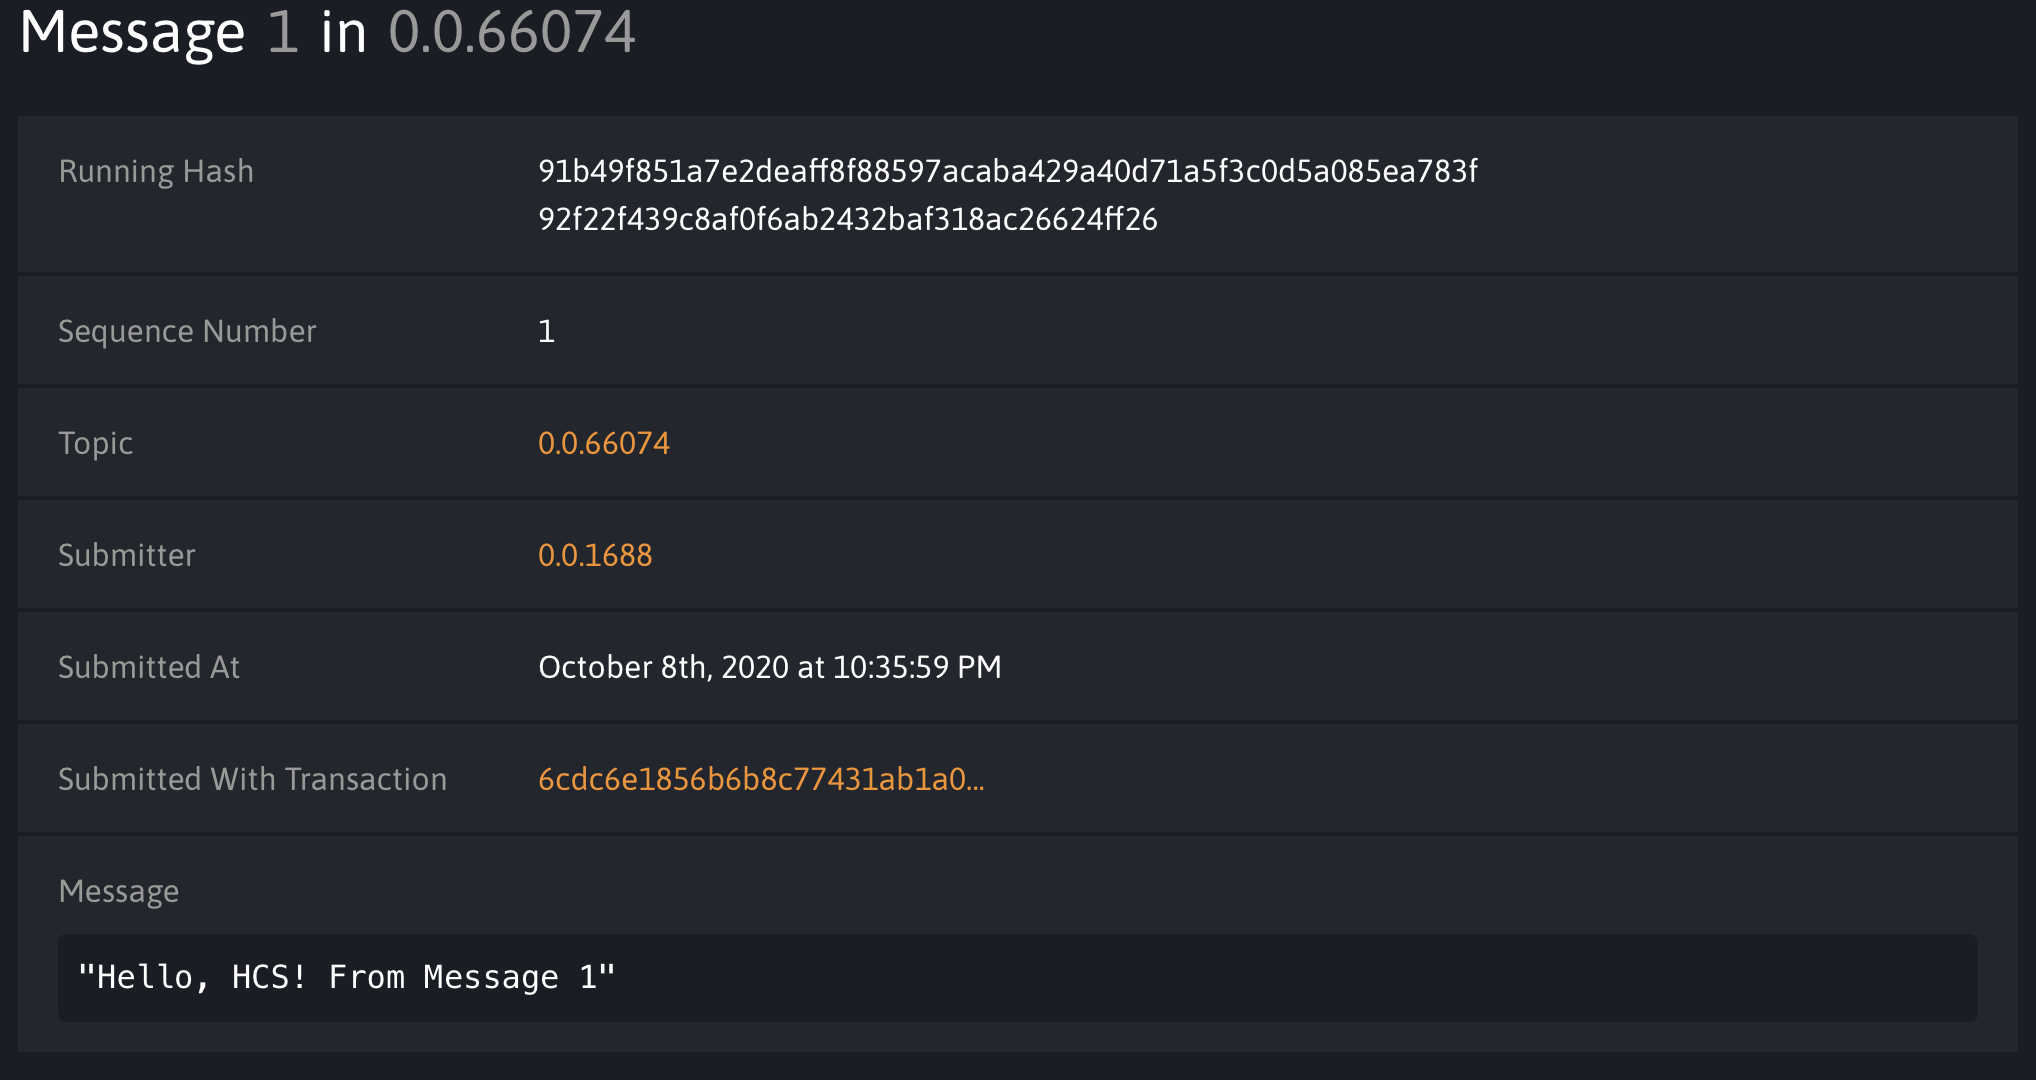 Message 1 in 0.0.66074
Running Hash
91b49f851a7e2deaff8f88597acaba429a40d71a5f3c0d5a085ea783f
92f22f439c8af0f6ab2432baf318ac26624ff26
Sequence Number
1
Topic
0.0.66074
Submitter
0.0.1688
Submitted At
October 8th, 2020 at 10:35:59 PM
Submitted With Transaction
6cdc6e1856b6b8c77431ab1a0...
Message
"Hello, HCS! From Message 1"